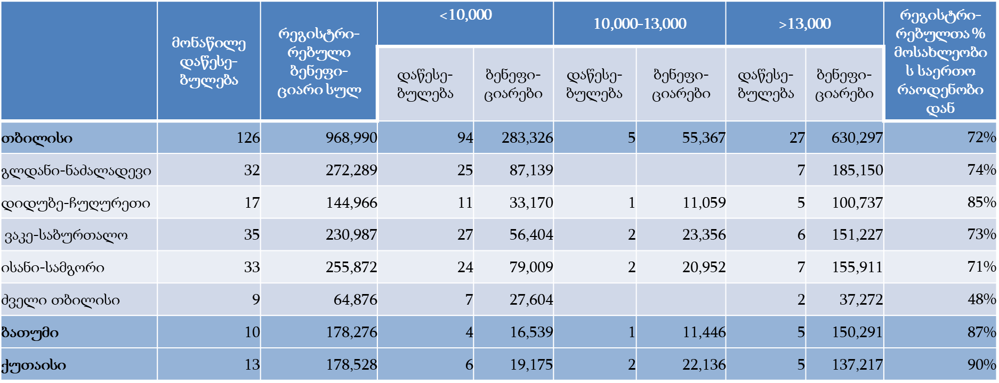 მონაწილე
დაწესე-
ბულება
რეგისტრი-
რებული
ბენეფი-
ციარი სულ
<10,000
10,000-13,000
>13,000
რეგისტრი-
რებულთა %
მოსახლეობი
ს საერთო
რაოდენობი
დან
დაწესე-
ბულება
ბენეფი-
ციარები
დაწესე-
ბულება
ბენეფი-
ციარები
დაწესე-
ბულება
ბენეფი-
ციარები
თბილისი 126 968,990 94 283,326 5 55,367 27 630,297 72%
გლდანი-ნაძალადევი 32 272,289 25 87,139 7 185,150 74%
დიდუბე-ჩუღურეთი 17 144,966 11 33,170 1 11,059 5 100,737 85%
ვაკე-საბურთალო 35 230,987 27 56,404 2 23,356 6 151,227 73%
ისანი-სამგორი 33 255,872 24 79,009 2 20,952 7 155,911 71%
ძველი თბილისი 9 64,876 7 27,604 2 37,272 48%
ბათუმი 10 178,276 4 16,539 1 11,446 5 150,291 87%
ქუთაისი 13 178,528 6 19,175 2 22,136 5 137,217 90%